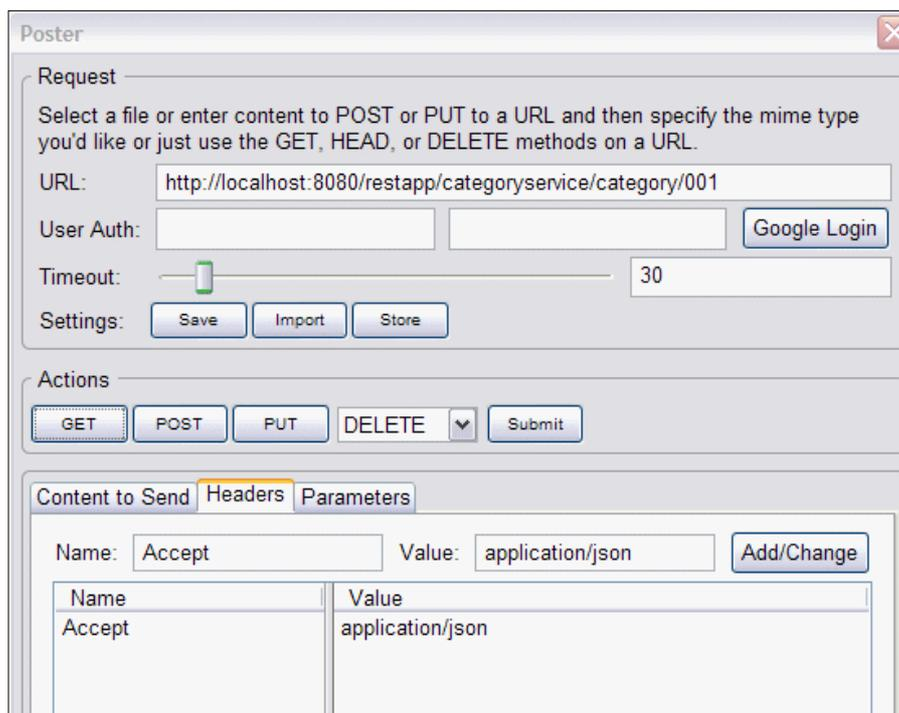 Poster
Request
Select a file or enter content to POST or PUT to a URL and then specify the mime type
you'd like or just use the GET, HEAD, or DELETE methods on a URL.
URL: http://localhost:8080/restapp/categoryservice/category/001
User Auth: Google Login
Timeout: 30
Settings: Save Import Store
Actions
GET POST PUT DELETE Submit
Content to Send Headers Parameters
Name: Accept Value: application/json Add/Change
Name Value
Accept application/json